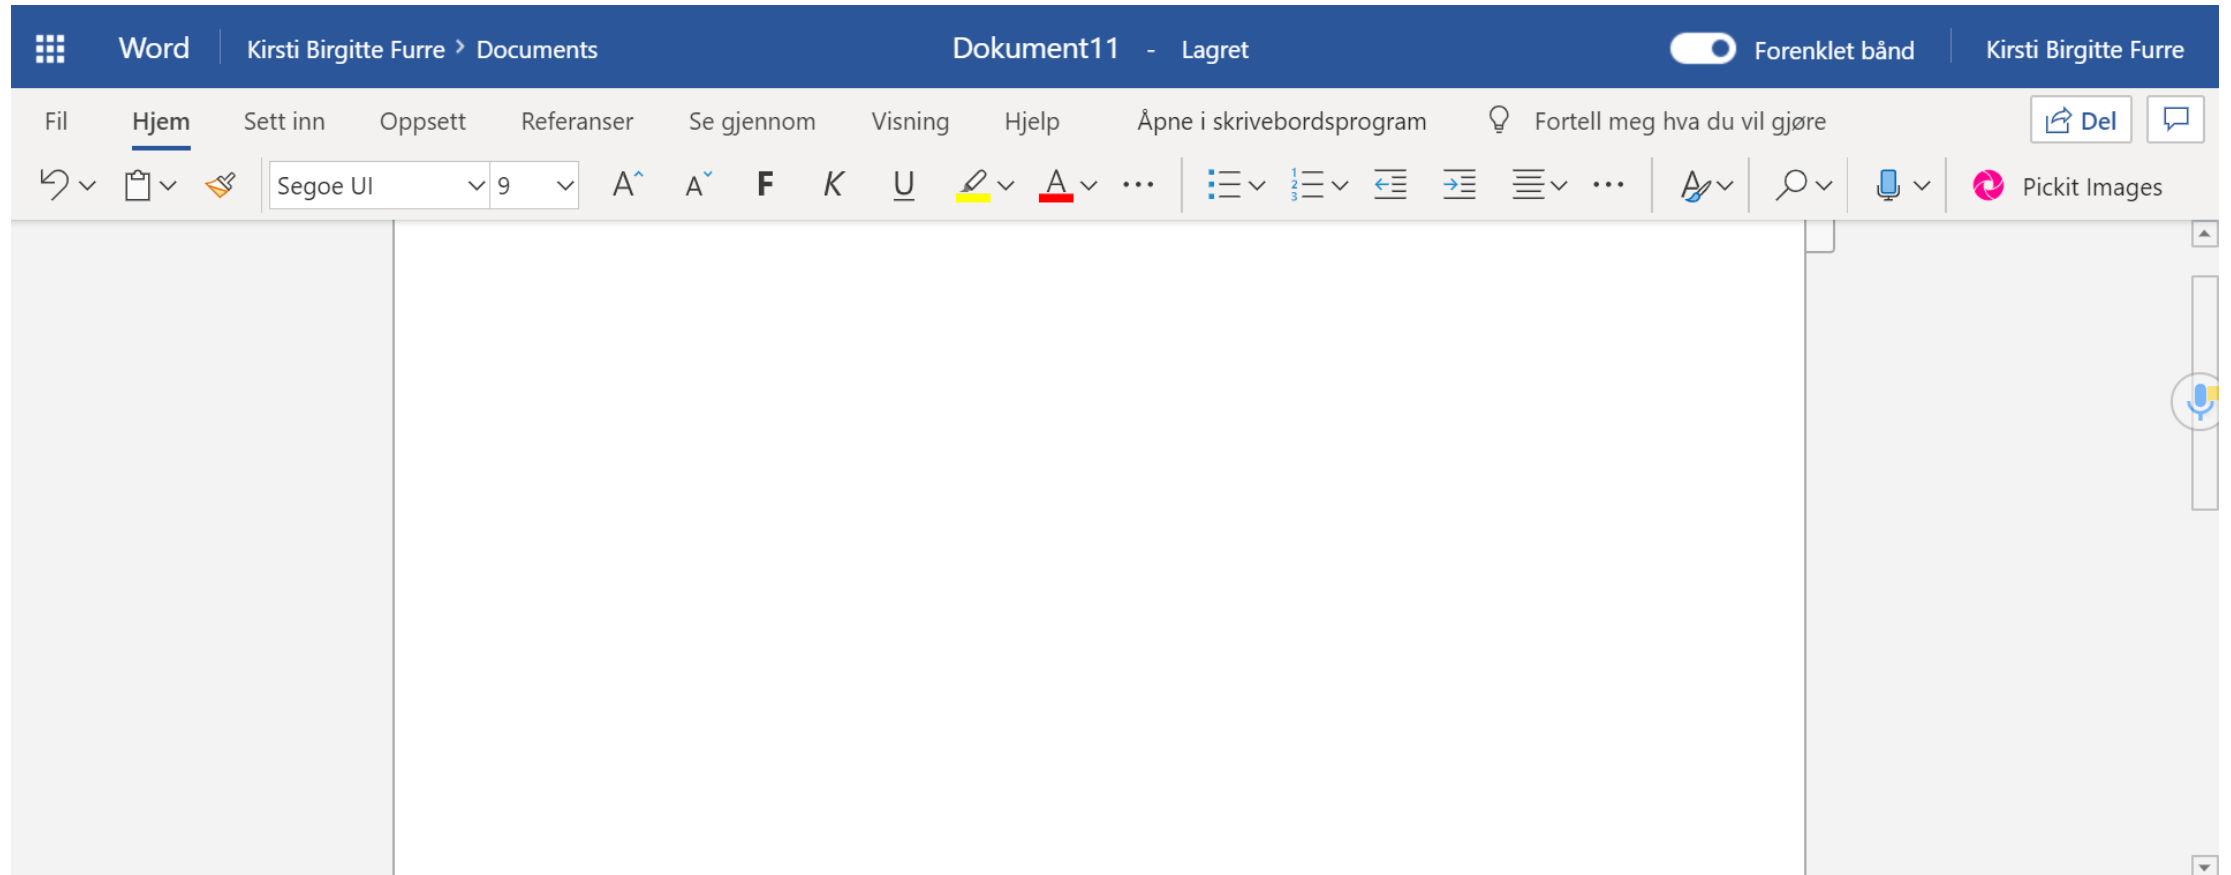 Word Kirsti Birgitte Furre > Documents Dokument11 - Lagret Forenklet bånd Kirsti Birgitte Furre
Fil Hjem Sett inn Oppsett Referanser Se gjennom Visning Hjelp Åpne i skrivebordsprogram Fortell meg hva du vil gjøre Del
Segoe UI 9 A A F K U A Pickit Images